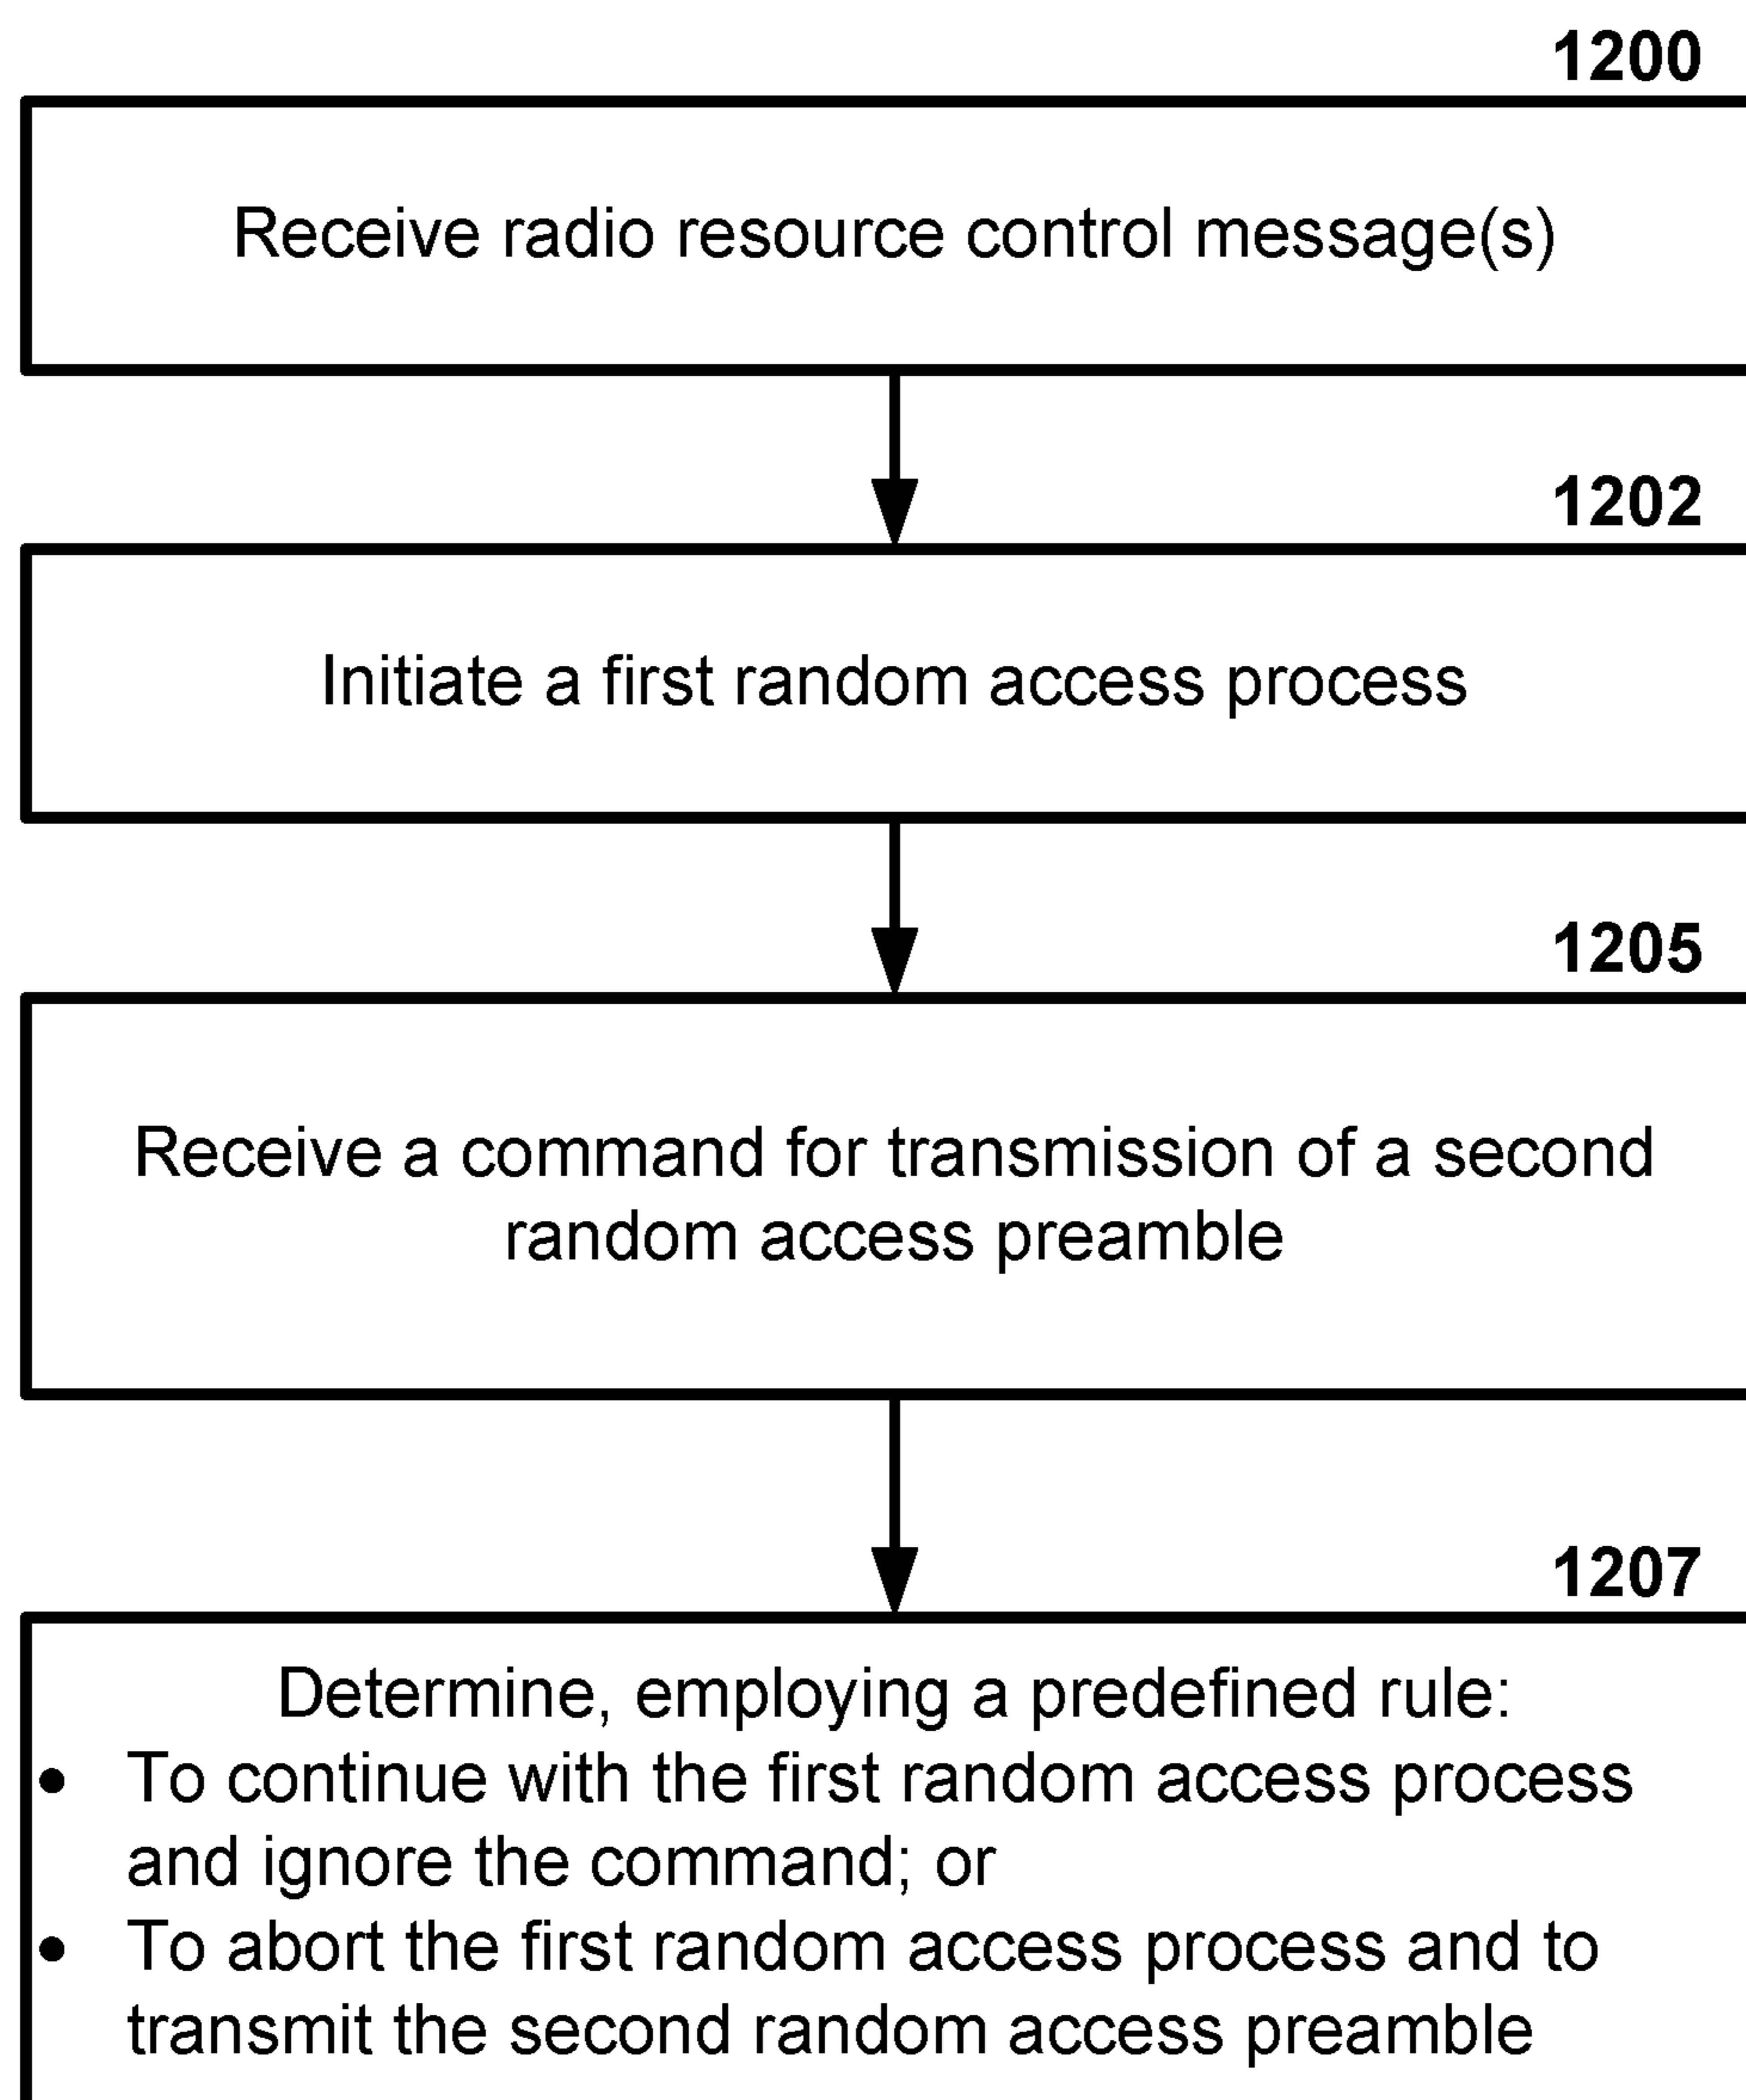 1200
Receive radio resource control message(s)
1202
Initiate a first random access process
1205
Receive a command for transmission of a second
random access preamble
1207
Determine, employing a predefined rule:
• To continue with the first random access process
and ignore the command; or
• To abort the first random access process and to
transmit the second random access preamble